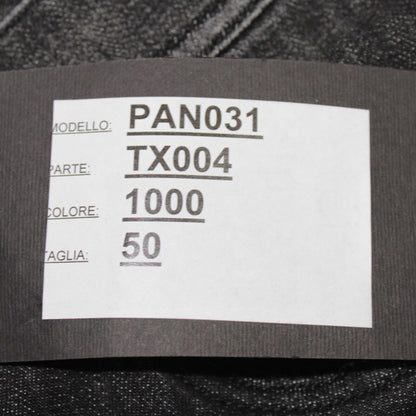 MODELLO: PAN031
PARTE: TX004
COLORE: 1000
TAGLIA: 50